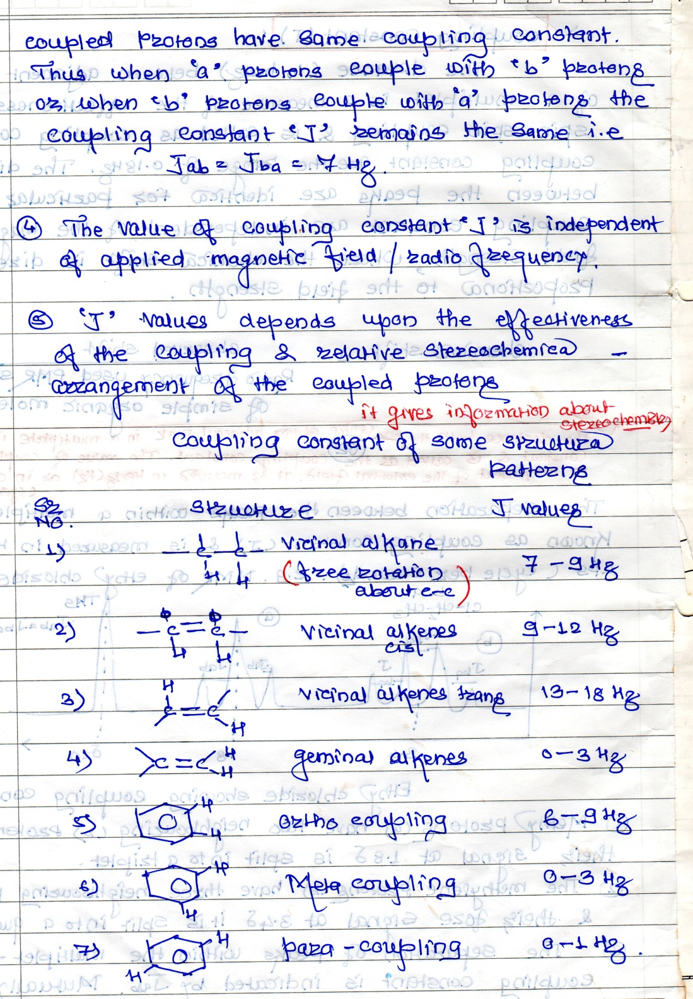 coupled protons have same coupling constant.
Thus when 'a' protons couple with 'b' protons
or when 'b' protons couple with 'a' protons the
coupling constant 'J' remains the same i.e
Jab = Jba = 7 Hz.
④ The value of coupling constant 'J' is independent
of applied magnetic field / radio frequency.
⑤ 'J' values depends upon the effectiveness
of the coupling & relative stereochemical -
arrangement of the coupled protons
it gives information about
stereochemistry
coupling constant of some structural
patterns
Sr. No. Structure J values
1) — C — C — Vicinal alkane
H H (free rotation about c-c) 7 - 9 Hz
2) — C = C — Vicinal alkenes 9-12 Hz
H H cis
3) H C = C H Vicinal alkenes trans 13-18 Hz
4) C = C H H geminal alkenes 0-3 Hz
5) H H ortho coupling 6-9 Hz
6) H H Meta coupling 0-3 Hz
7) H H para - coupling 0-1 Hz.